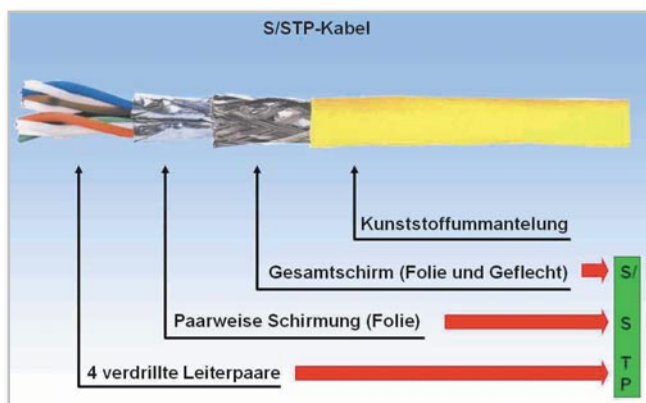 S/STP-Kabel
Kunststoffummantelung
Gesamtschirm (Folie und Geflecht)
S/
Paarweise Schirmung (Folie)
S
4 verdrillte Leiterpaare
T
P